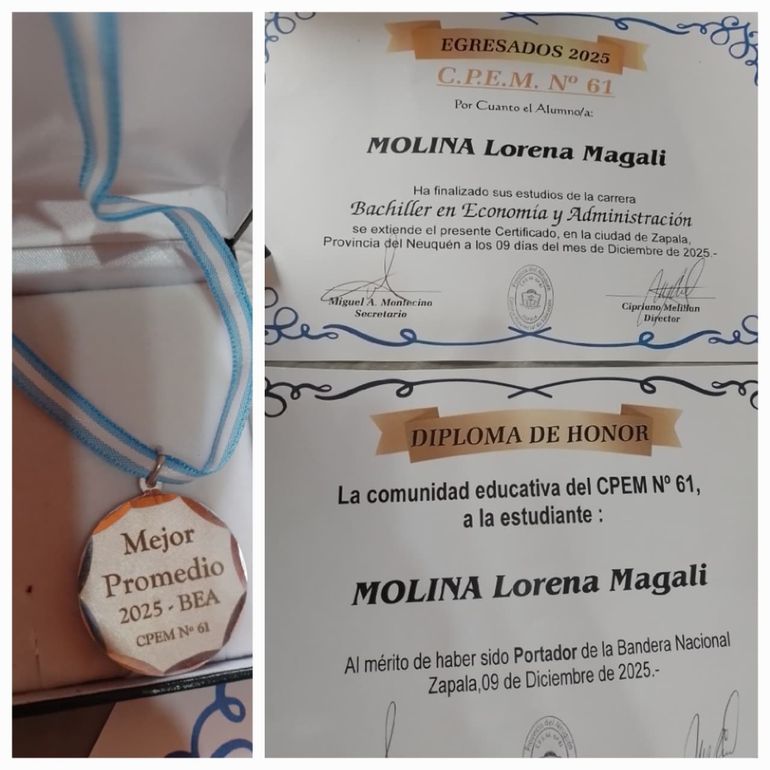 Mejor
Promedio
2025 - BEA
CPEM Nº 61
EGRESADOS 2025
C.P.E.M. Nº 61
Por Cuanto el Alumno/a:
MOLINA Lorena Magali
Ha finalizado sus estudios de la carrera
Bachiller en Economía y Administración
se extiende el presente Certificado, en la ciudad de Zapala,
Provincia del Neuquén a los 09 días del mes de Diciembre de 2025.-
Miguel A. Montecino
Secretario
Cipriano Melillan
Director
DIPLOMA DE HONOR
La comunidad educativa del CPEM Nº 61,
a la estudiante :
MOLINA Lorena Magali
Al mérito de haber sido Portador de la Bandera Nacional
Zapala,09 de Diciembre de 2025.-
Provincia del Neuquén